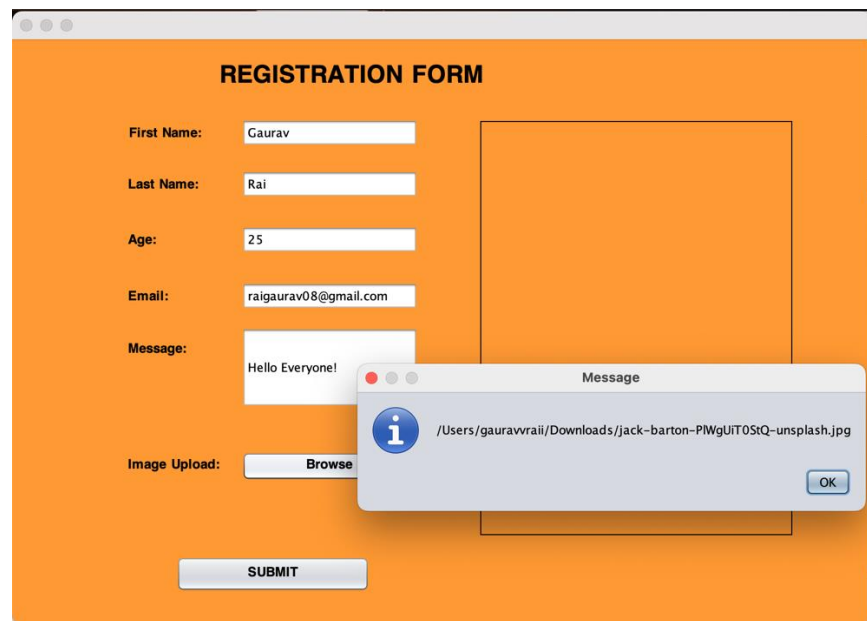 REGISTRATION FORM
First Name: Gaurav
Last Name: Rai
Age: 25
Email: raigaurav08@gmail.com
Message: Hello Everyone!
Message
/Users/gauravvraii/Downloads/jack-barton-PlWgUiT0StQ-unsplash.jpg
OK
Image Upload: Browse
SUBMIT